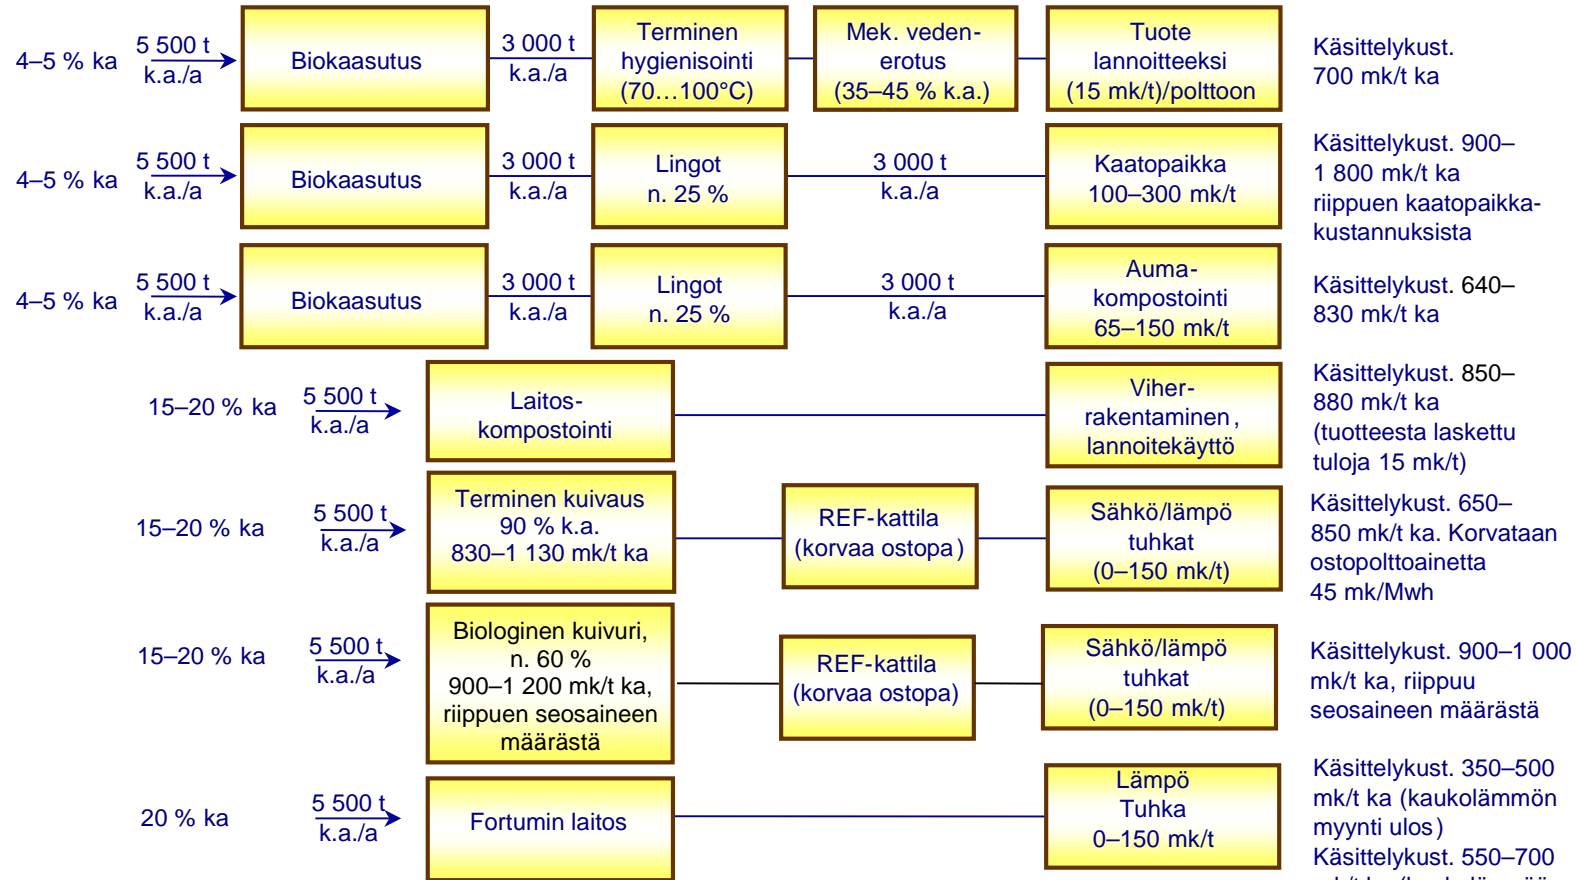 4–5 % ka
5 500 t
k.a./a
Biokaasutus
3 000 t
k.a./a
Terminen
hygienisointi
(70…100°C)
Mek. veden-
erotus
(35–45 % k.a.)
Tuote
lannoitteeksi
(15 mk/t)/polttoon
Käsittelykust.
700 mk/t ka
4–5 % ka
5 500 t
k.a./a
Biokaasutus
3 000 t
k.a./a
Lingot
n. 25 %
3 000 t
k.a./a
Kaatopaikka
100–300 mk/t
Käsittelykust. 900–
1 800 mk/t ka
riippuen kaatopaikka-
kustannuksista
4–5 % ka
5 500 t
k.a./a
Biokaasutus
3 000 t
k.a./a
Lingot
n. 25 %
3 000 t
k.a./a
Auma-
kompostointi
65–150 mk/t
Käsittelykust. 640–
830 mk/t ka
15–20 % ka
5 500 t
k.a./a
Laitos-
kompostointi
Viher-
rakentaminen,
lannoitekäyttö
Käsittelykust. 850–
880 mk/t ka
(tuotteesta laskettu
tuloja 15 mk/t)
15–20 % ka
5 500 t
k.a./a
Terminen kuivaus
90 % k.a.
830–1 130 mk/t ka
REF-kattila
(korvaa ostopa)
Sähkö/lämpö
tuhkat
(0–150 mk/t)
Käsittelykust. 650–
850 mk/t ka. Korvataan
ostopolttoainetta
45 mk/Mwh
15–20 % ka
5 500 t
k.a./a
Biologinen kuivuri,
n. 60 %
900–1 200 mk/t ka,
riippuen seosaineen
määrästä
REF-kattila
(korvaa ostopa)
Sähkö/lämpö
tuhkat
(0–150 mk/t)
Käsittelykust. 900–1 000
mk/t ka, riippuu
seosaineen määrästä
20 % ka
5 500 t
k.a./a
Fortumin laitos
Lämpö
Tuhka
0–150 mk/t
Käsittelykust. 350–500
mk/t ka (kaukolämmön
myynti ulos)
Käsittelykust. 550–700